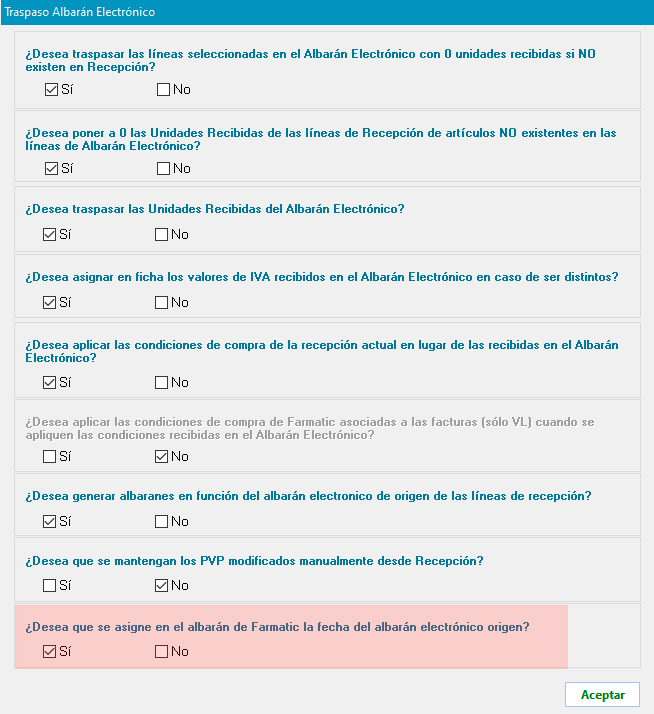 Traspaso Albarán Electrónico
¿Desea traspasar las líneas seleccionadas en el Albarán Electrónico con 0 unidades recibidas si NO
existen en Recepción?
Sí No
¿Desea poner a 0 las Unidades Recibidas de las líneas de Recepción de artículos NO existentes en las
líneas de Albarán Electrónico?
Sí No
¿Desea traspasar las Unidades Recibidas del Albarán Electrónico?
Sí No
¿Desea asignar en ficha los valores de IVA recibidos en el Albarán Electrónico en caso de ser distintos?
Sí No
¿Desea aplicar las condiciones de compra de la recepción actual en lugar de las recibidas en el Albarán
Electrónico?
Sí No
¿Desea aplicar las condiciones de compra de Farmatic asociadas a las facturas (sólo VL) cuando se
apliquen las condiciones recibidas en el Albarán Electrónico?
Sí No
¿Desea generar albaranes en función del albarán electronico de origen de las líneas de recepción?
Sí No
¿Desea que se mantengan los PVP modificados manualmente desde Recepción?
Sí No
¿Desea que se asigne en el albarán de Farmatic la fecha del albarán electrónico origen?
Sí No
Aceptar